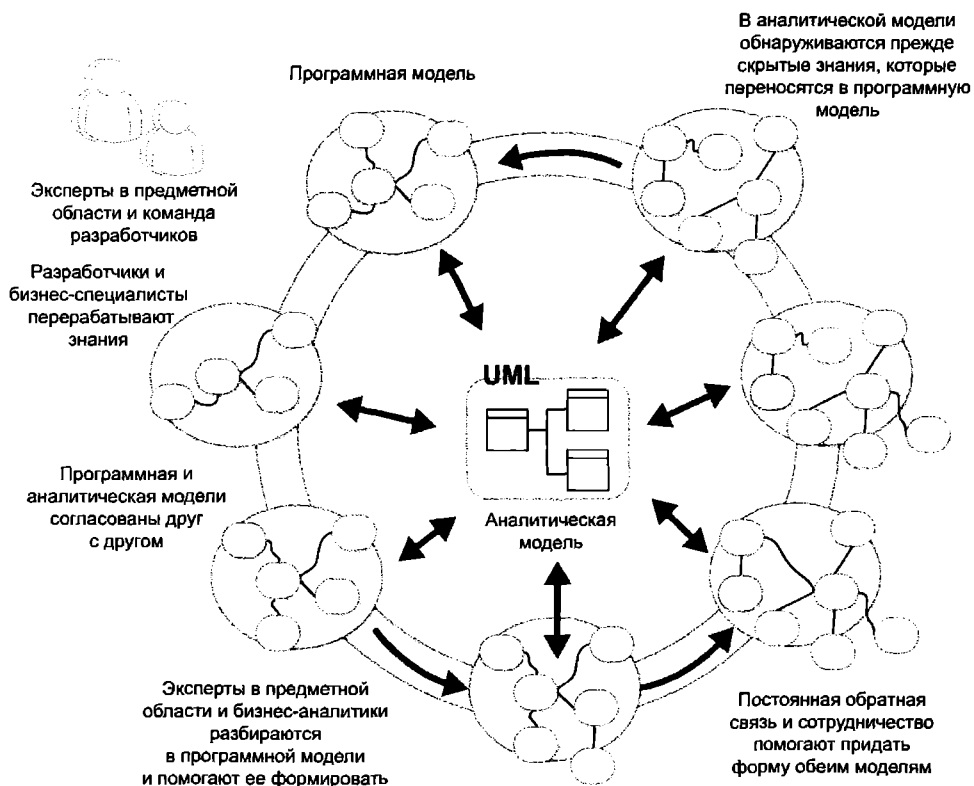 Программная модель
В аналитической модели
обнаруживаются прежде
скрытые знания, которые
переносятся в программную
модель
Эксперты в предметной
области и команда
разработчиков
Разработчики и
бизнес-специалисты
перерабатывают
знания
UML
Аналитическая
модель
Программная и
аналитическая модели
согласованы друг
с другом
Эксперты в предметной
области и бизнес-аналитики
разбираются
в программной модели
и помогают ее формировать
Постоянная обратная
связь и сотрудничество
помогают придать
форму обеим моделям